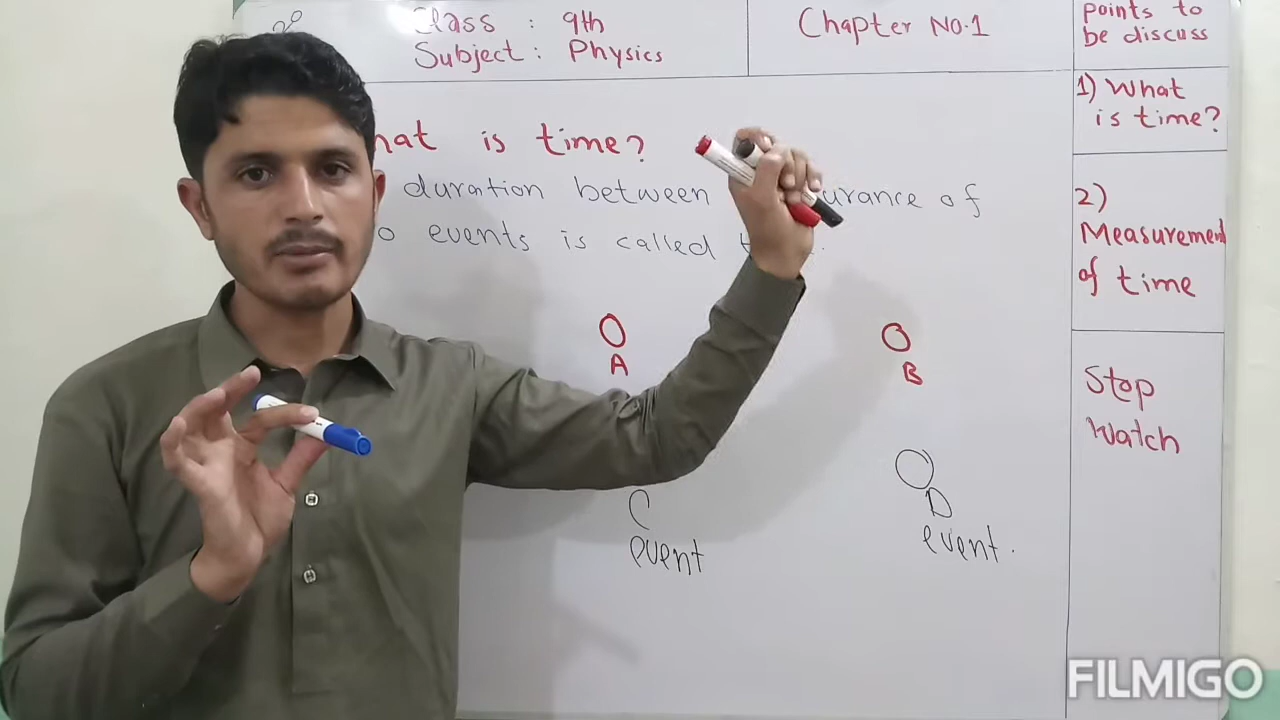 Class : 9th
Subject : Physics
Chapter No.1
points to
be discuss
1) What
is time?
2)
Measurement
of time
Stop
Watch
is time?
duration between of
events is called
A
B
C
event
D
event.
FILMIGO